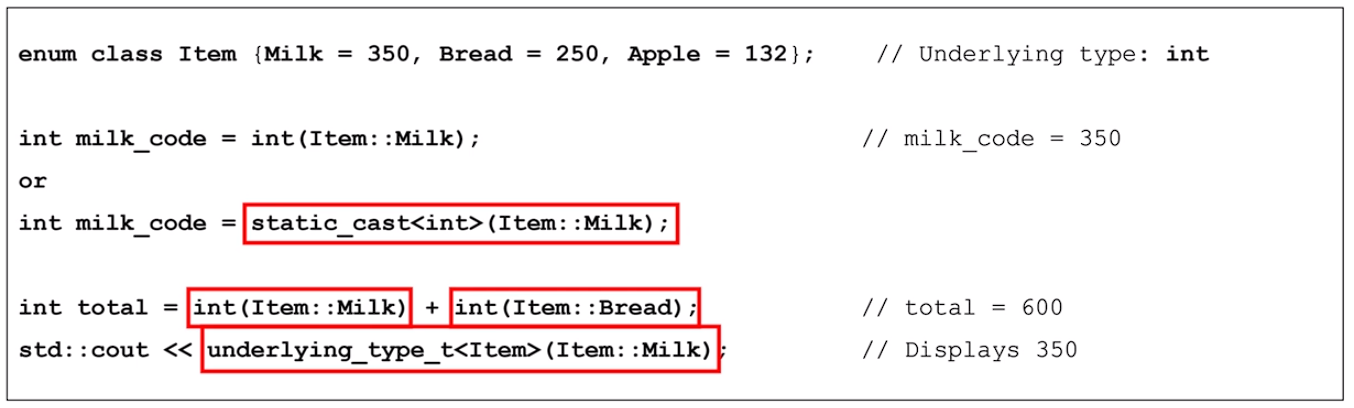 enum class Item {Milk = 350, Bread = 250, Apple = 132}; // Underlying type: int
int milk_code = int(Item::Milk); // milk_code = 350
or
int milk_code = static_cast<int>(Item::Milk);
int total = int(Item::Milk) + int(Item::Bread); // total = 600
std::cout << underlying_type_t<Item>(Item::Milk); // Displays 350